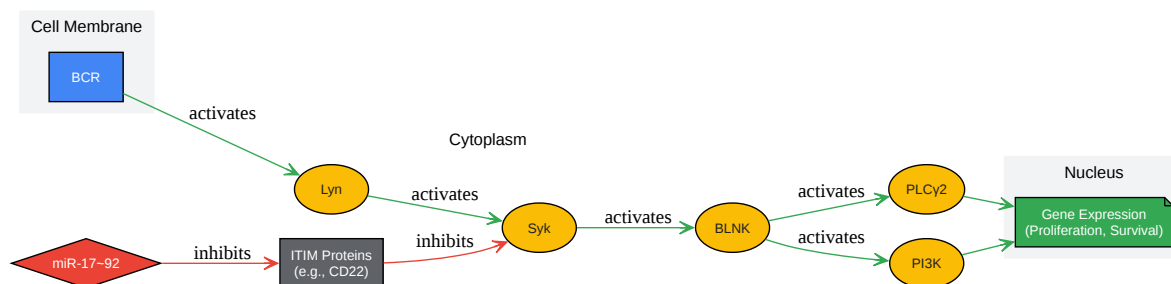 Cell Membrane
BCR
activates
Cytoplasm
Lyn
activates
Syk
activates
BLNK
activates
PLCγ2
activates
PI3K
Nucleus
Gene Expression
(Proliferation, Survival)
miR-17~92
inhibits
ITIM Proteins
(e.g., CD22)
inhibits